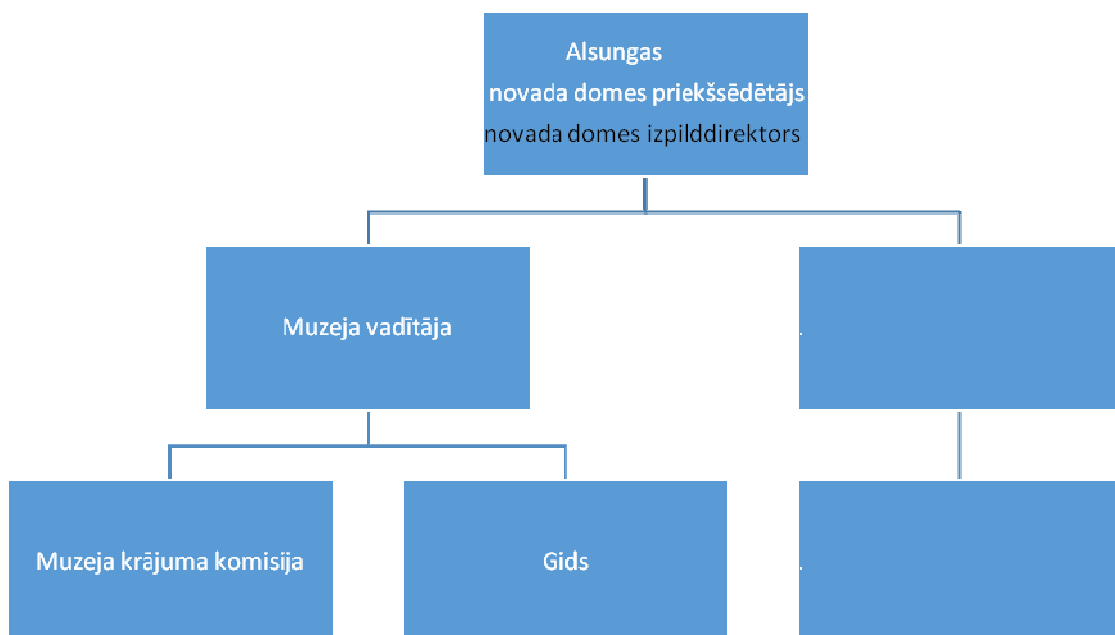 Alsungas
novada domes priekšsēdētājs
novada domes izpilddirektors
Muzeja vadītāja
.
Muzeja krājuma komisija
Gids
.